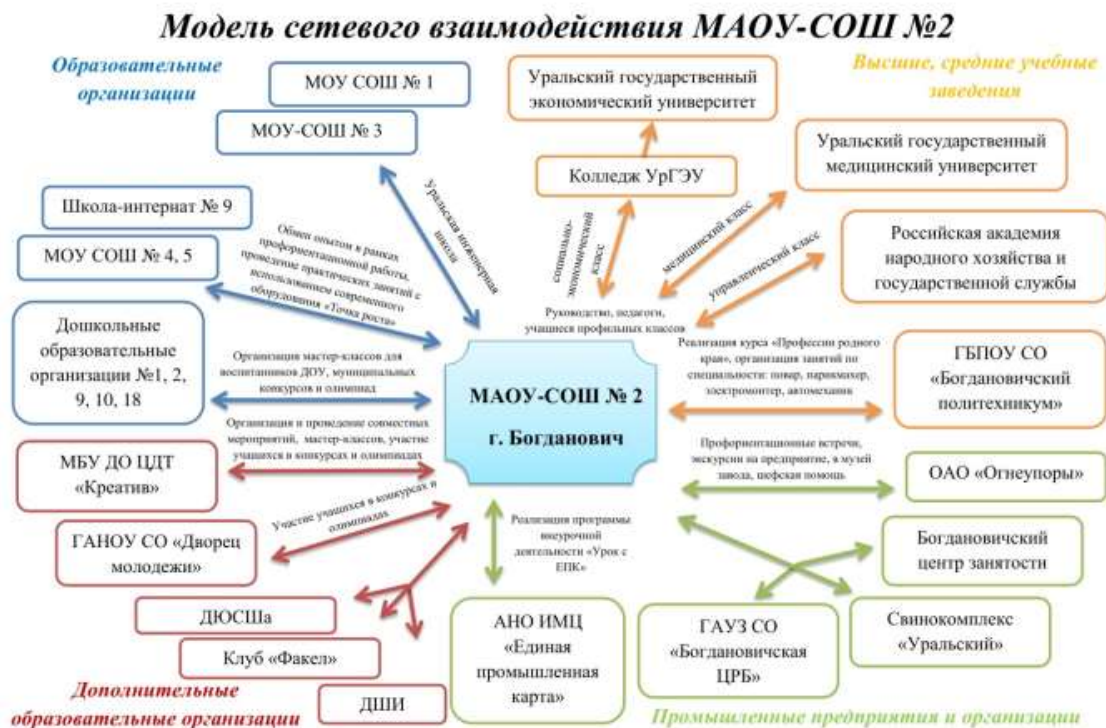 Модель сетевого взаимодействия МАОУ-СОШ №2
Образовательные
организации
МОУ СОШ № 1
МОУ-СОШ № 3
Школа-интернат № 9
МОУ СОШ № 4, 5
Дошкольные
образовательные
организации №1, 2,
9, 10, 18
Уральская инженерная
школа
Обмен опытом в рамках
профориентационной работы,
проведение практических занятий с
использованием современного
оборудования «Точка роста»
Организация мастер-классов для
воспитанников ДОУ, муниципальных
конкурсов и олимпиад
Высшие, средние учебные
заведения
Уральский государственный
экономический университет
Колледж УрГЭУ
Уральский государственный
медицинский университет
Российская академия
народного хозяйства и
государственной службы
ГБПОУ СО
«Богдановичский
политехникум»
социально-
экономический
класс
медицинский класс
управленческий класс
Руководство, педагоги,
учащиеся профильных классов
Реализация курса «Профессии родного
края», организация занятий по
специальности: повар, парикмахер,
электромонтер, автомеханик
МАОУ-СОШ № 2
г. Богданович
Организация и проведение совместных
мероприятий, мастер-классов, участие
учащихся в конкурсах и олимпиадах
МБУ ДО ЦДТ
«Креатив»
Участие учащихся в конкурсах и
олимпиадах
ГАНОУ СО «Дворец
молодежи»
ДЮСШа
Клуб «Факел»
ДШИ
Дополнительные
образовательные организации
Профориентационные встречи,
экскурсии на предприятие, в музей
завода, шефская помощь
ОАО «Огнеупоры»
Реализация программы
внеурочной
деятельности «Урок с
ЕПК»
АНО ИМЦ
«Единая
промышленная
карта»
ГАУЗ СО
«Богдановичская
ЦРБ»
Богдановичский
центр занятости
Свинокомплекс
«Уральский»
Промышленные предприятия и организации